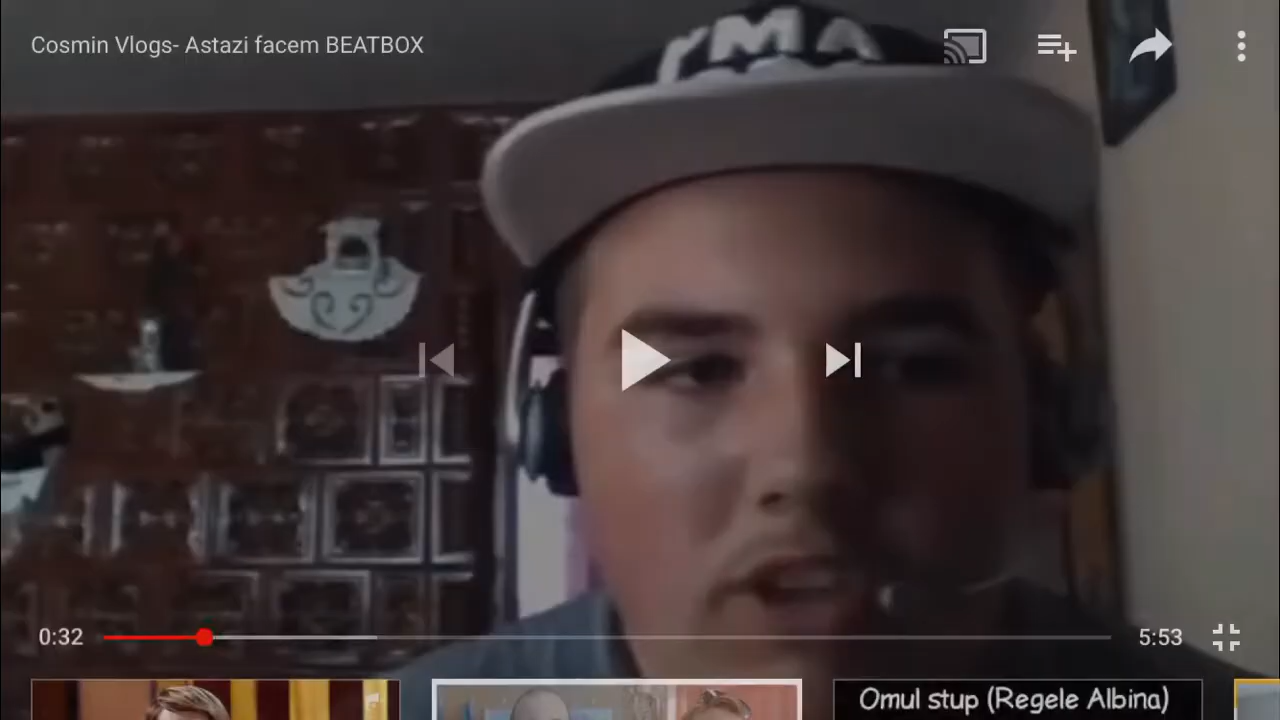 Cosmin Vlogs- Astazi facem BEATBOX
I'M A
0:32
5:53
Omul stup (Regele Albina)